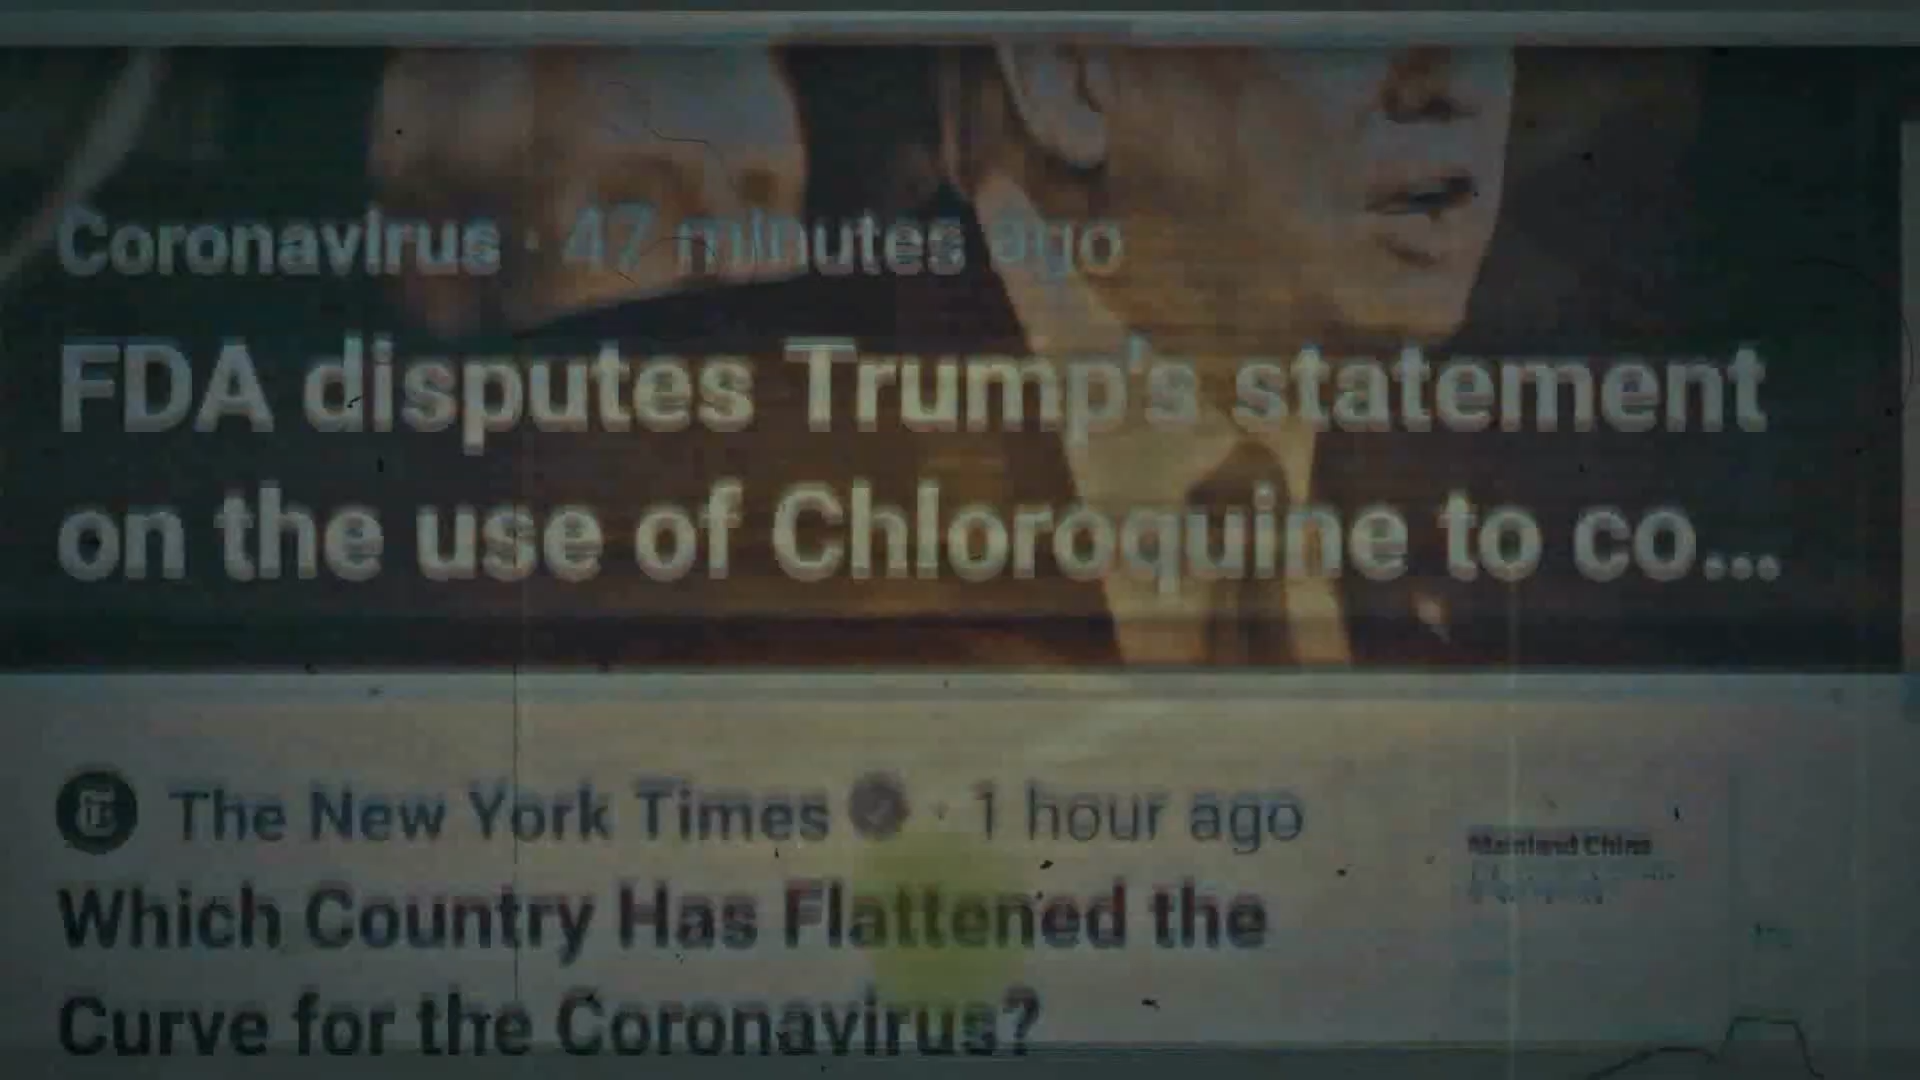 Coronavirus · 47 minutes ago
FDA disputes Trump's statement
on the use of Chloroquine to co...
The New York Times · 1 hour ago
Which Country Has Flattened the
Curve for the Coronavirus?
Mainland China